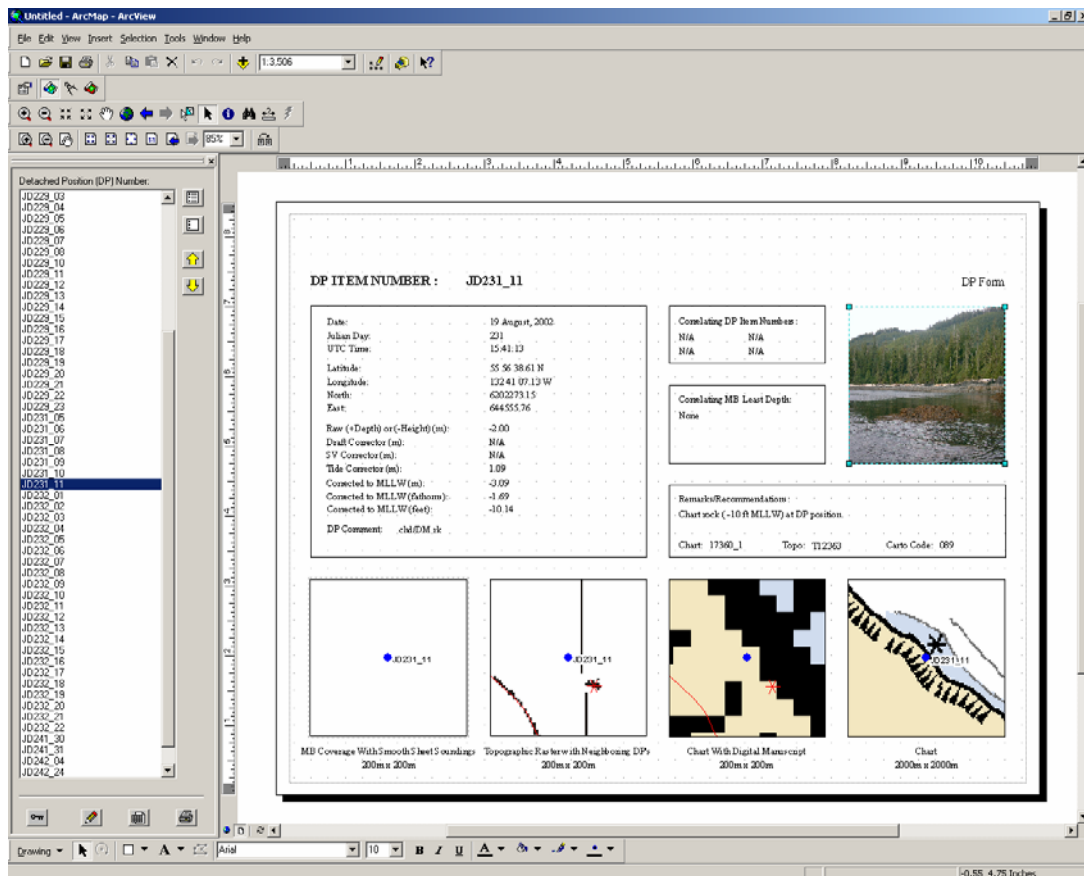 Untitled - ArcMap - ArcView
File Edit View Insert Selection Tools Window Help
1:3,506
85%
Detached Position (DP) Number:
JD229_03
JD229_04
JD229_05
JD229_06
JD229_07
JD229_08
JD229_10
JD229_11
JD229_12
JD229_13
JD229_14
JD229_15
JD229_16
JD229_17
JD229_18
JD229_19
JD229_20
JD229_21
JD229_22
JD229_23
JD231_05
JD231_06
JD231_07
JD231_08
JD231_09
JD231_10
JD231_11
JD232_01
JD232_02
JD232_03
JD232_04
JD232_05
JD232_06
JD232_07
JD232_08
JD232_09
JD232_10
JD232_11
JD232_12
JD232_13
JD232_14
JD232_15
JD232_16
JD232_17
JD232_18
JD232_19
JD232_20
JD232_21
JD232_22
JD241_30
JD241_31
JD242_04
JD242_24
DP ITEM NUMBER : JD231_11
DP Form
Date: 19 August, 2002
Julian Day: 231
UTC Time: 15:41:13
Latitude: 55 56 38.61 N
Longitude: 132 41 07.13 W
North: 6202273.15
East: 644555.76
Raw (+Depth) or (-Height) (m): -2.00
Draft Corrector (m): N/A
SV Corrector (m): N/A
Tide Corrector (m): 1.09
Corrected to MLLW (m): -3.09
Corrected to MLLW (fathoms): -1.69
Corrected to MLLW (feet): -10.14
DP Comment: chd/DM rk
Correlating DP Item Numbers :
N/A N/A
N/A N/A
Correlating MB Least Depth:
None
Remarks/Recommendations :
Chart rock (-10 ft MLLW) at DP position.
Chart: 17360_1 Topo: T12363 Carto Code: 089
JD231_11
JD231_11
JD231_11
MB Coverage With Smooth Sheet Soundings
200m x 200m
Topographic Raster with Neighboring DP's
200m x 200m
Chart With Digital Manuscript
200m x 200m
Chart
2000m x 2000m
Drawing
Arial
10
B I U A
-0.55 4.75 Inches